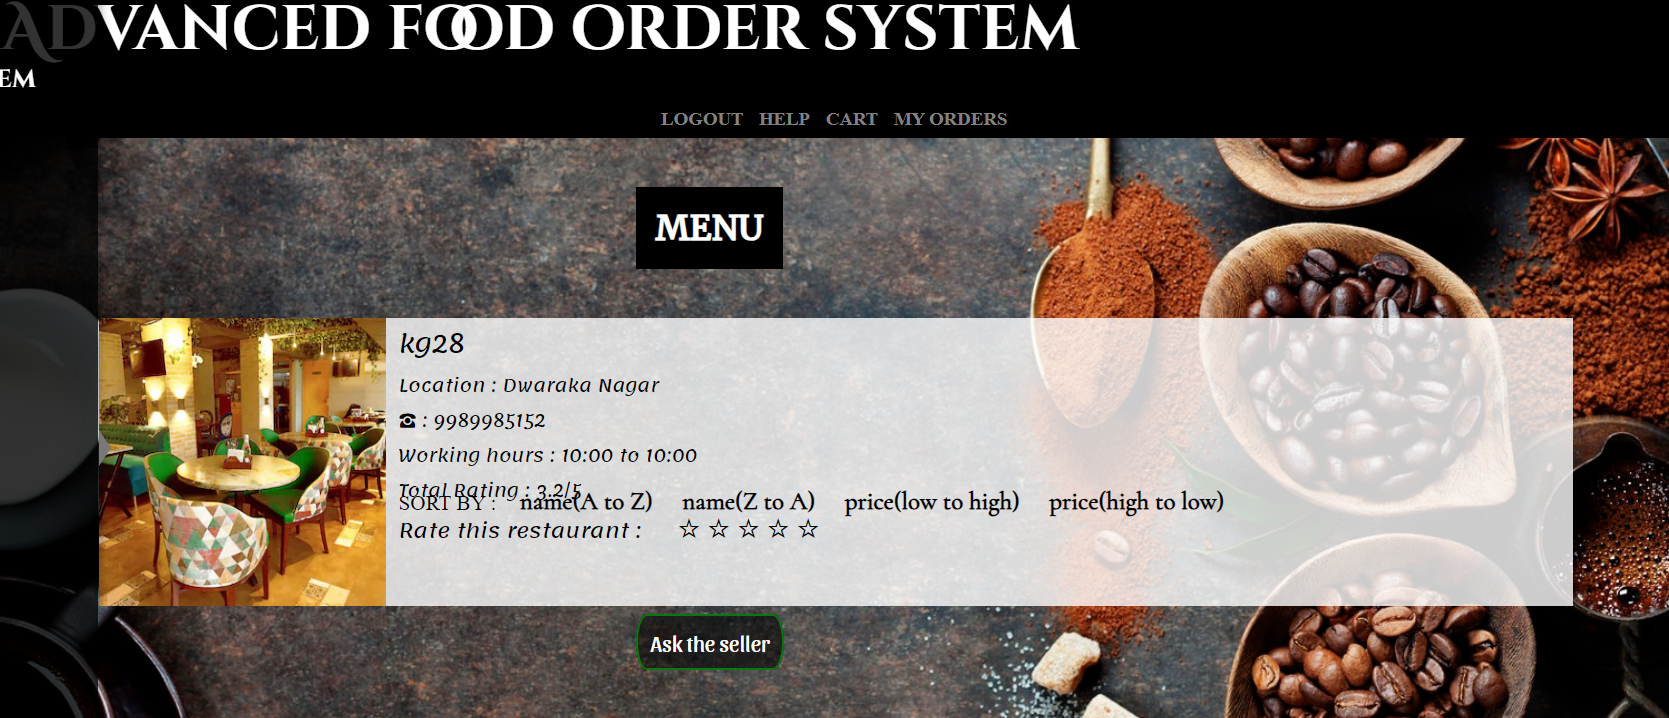 ADVANCED FOOD ORDER SYSTEM
EM
LOGOUT HELP CART MY ORDERS
MENU
kg28
Location : Dwaraka Nagar
☎ : 9989985152
Working hours : 10:00 to 10:00
Total Rating : 3.2/5
SORT BY : name(A to Z) name(Z to A) price(low to high) price(high to low)
Rate this restaurant : ☆ ☆ ☆ ☆ ☆
Ask the seller